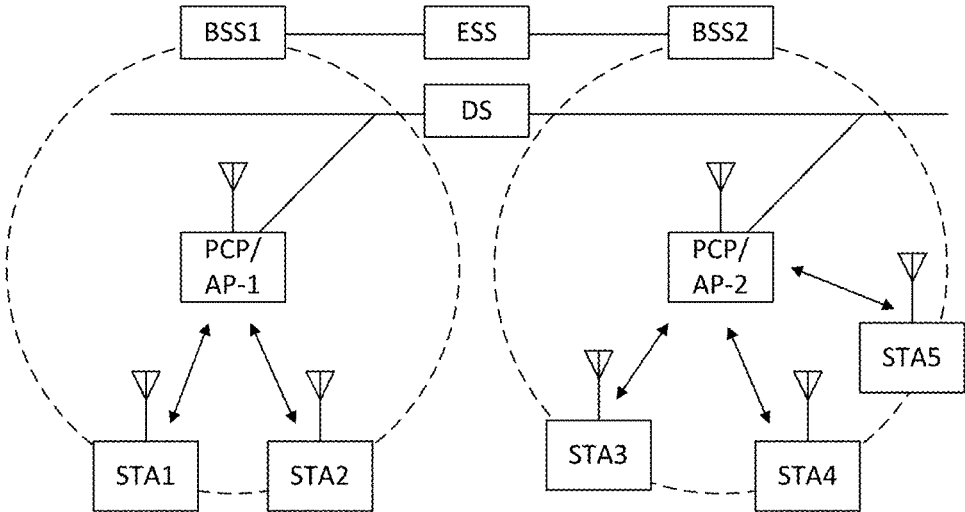 BSS1
ESS
BSS2
DS
PCP/
AP-1
PCP/
AP-2
STA5
STA1
STA2
STA3
STA4